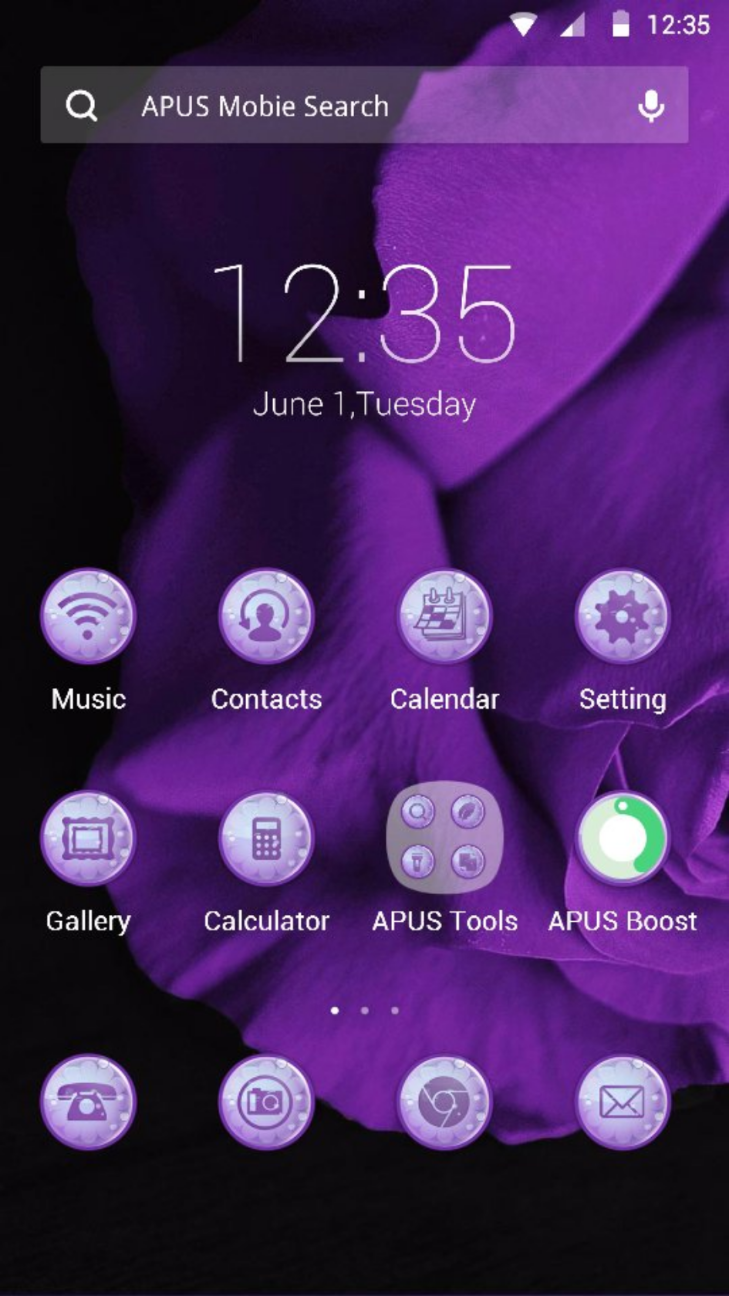 12:35
APUS Mobie Search
12:35
June 1,Tuesday
Music Contacts Calendar Setting
Gallery Calculator APUS Tools APUS Boost